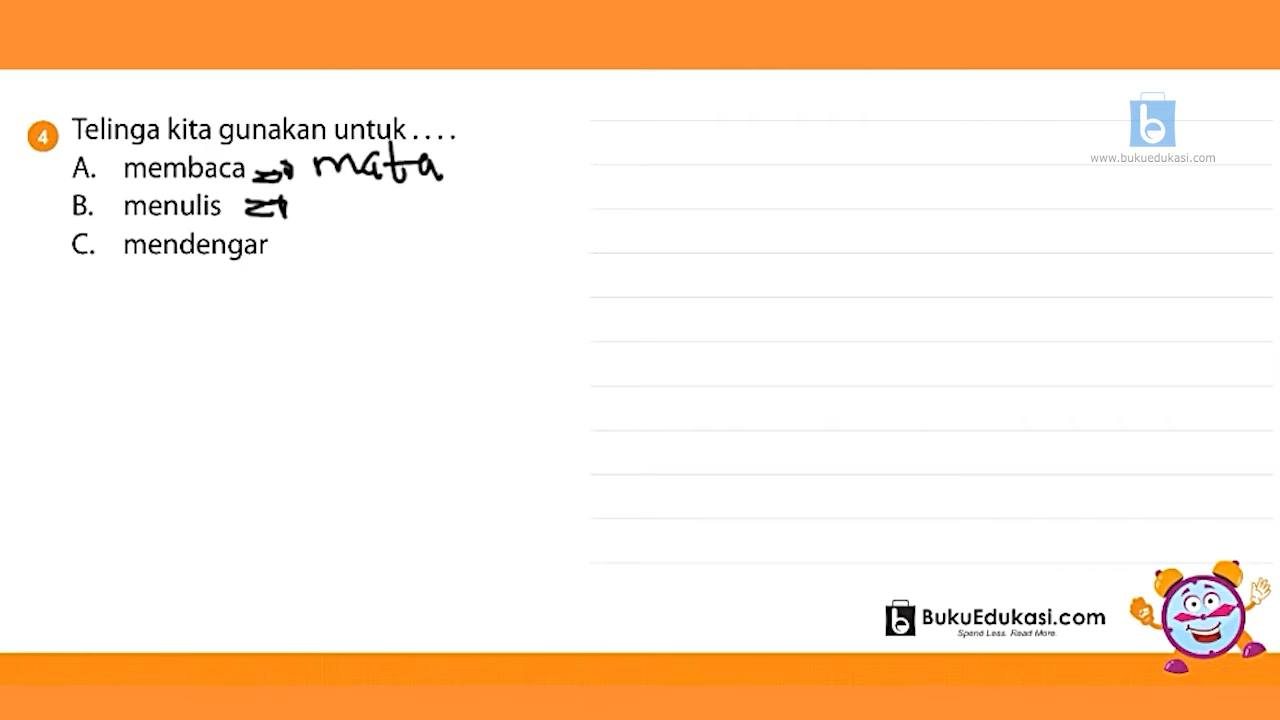 4 Telinga kita gunakan untuk . . . .
A. membaca => mata
B. menulis =>
C. mendengar
www.bukuedukasi.com
BukuEdukasi.com
Spend Less. Read More.